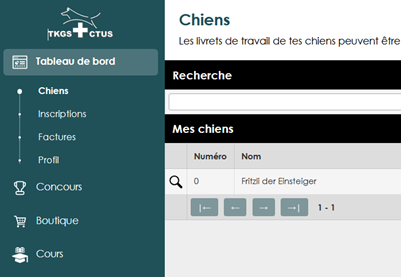 TKGS CTUS
Tableau de bord
Chiens
Inscriptions
Factures
Profil
Concours
Boutique
Cours
Chiens
Les livrets de travail de tes chiens peuvent être
Recherche
Mes chiens
Numéro Nom
0 Fritzli der Einsteiger
1 - 1